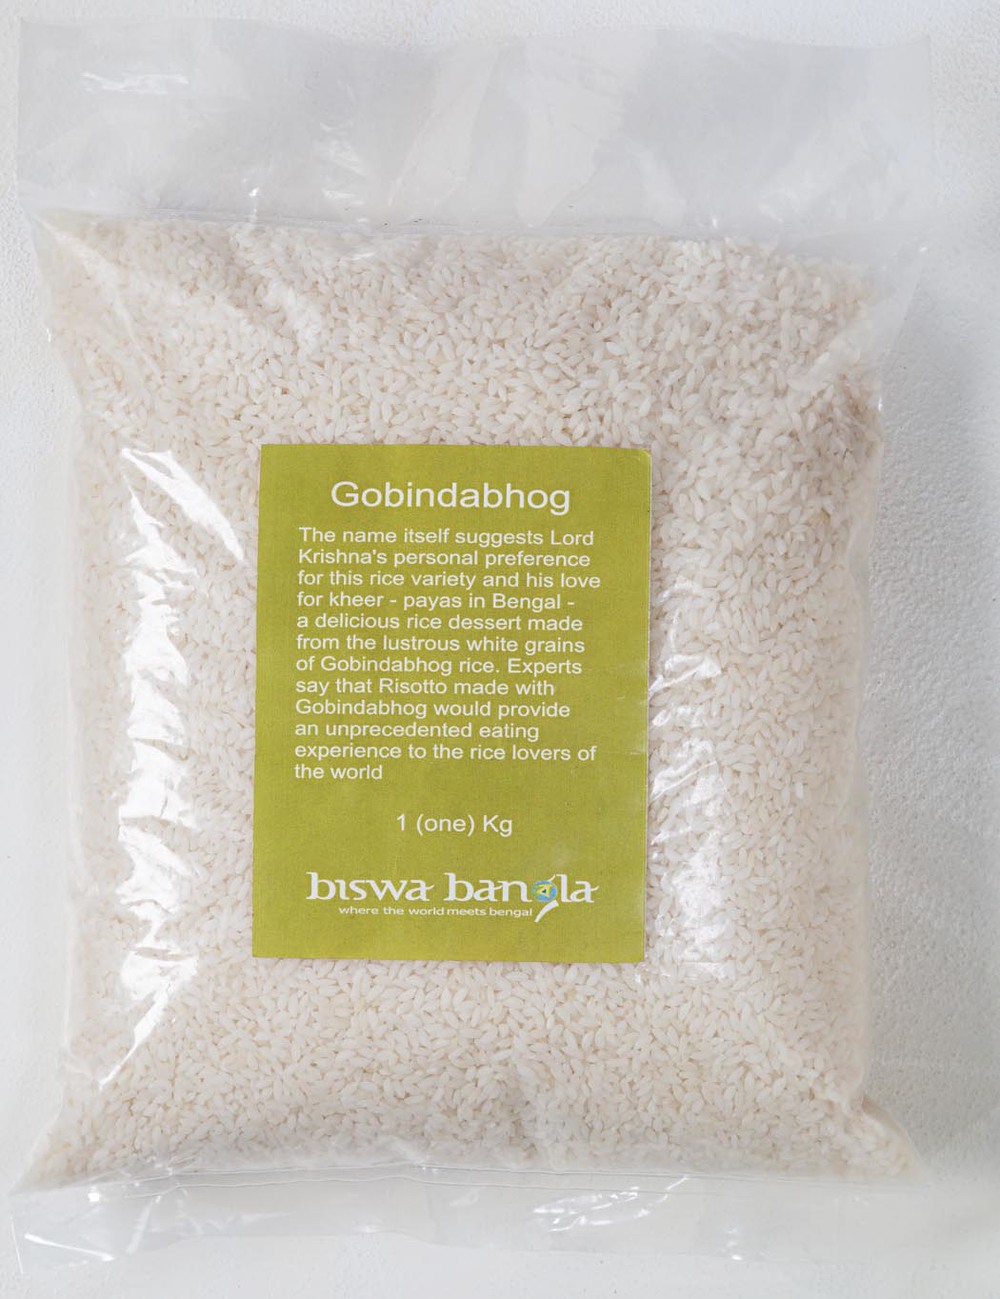 Gobindabhog
The name itself suggests Lord
Krishna's personal preference
for this rice variety and his love
for kheer - payas in Bengal -
a delicious rice dessert made
from the lustrous white grains
of Gobindabhog rice. Experts
say that Risotto made with
Gobindabhog would provide
an unprecedented eating
experience to the rice lovers of
the world
1 (one) Kg
biswa bangla
where the world meets bengal